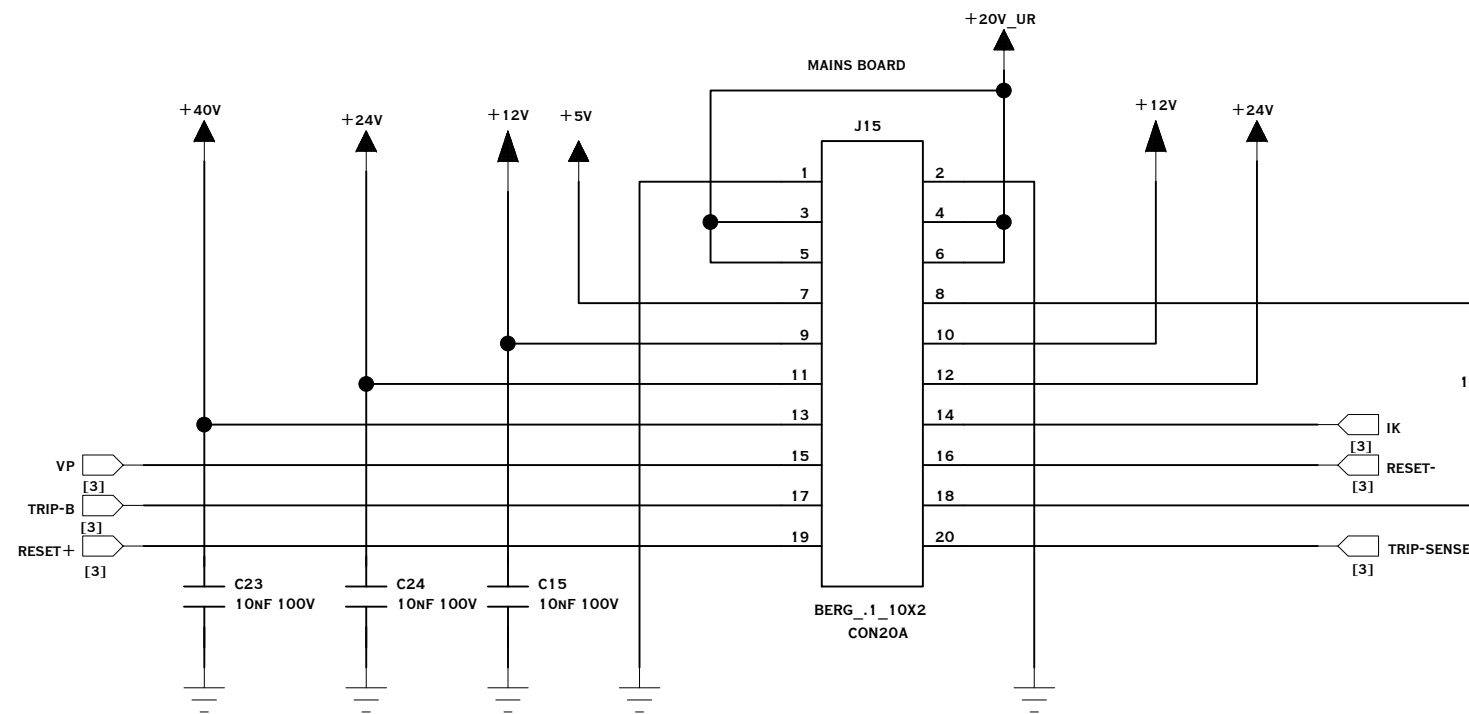 +20V_UR
MAINS BOARD
+40V
+24V
+12V
+5V
+12V
+24V
J15
1
2
3
4
5
6
7
8
9
10
11
12
1
13
14
IK
[3]
VP
[3]
15
16
RESET-
[3]
TRIP-B
[3]
17
18
RESET+
[3]
19
20
TRIP-SENSE
[3]
C23
10NF 100V
C24
10NF 100V
C15
10NF 100V
BERG_.1_10X2
CON20A